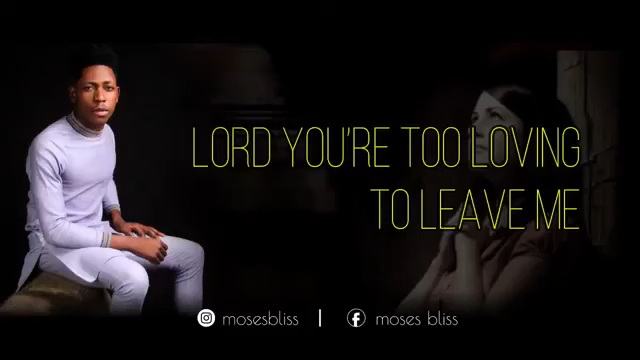 LORD YOU'RE TOO LOVING
TO LEAVE ME
mosesbliss | moses bliss